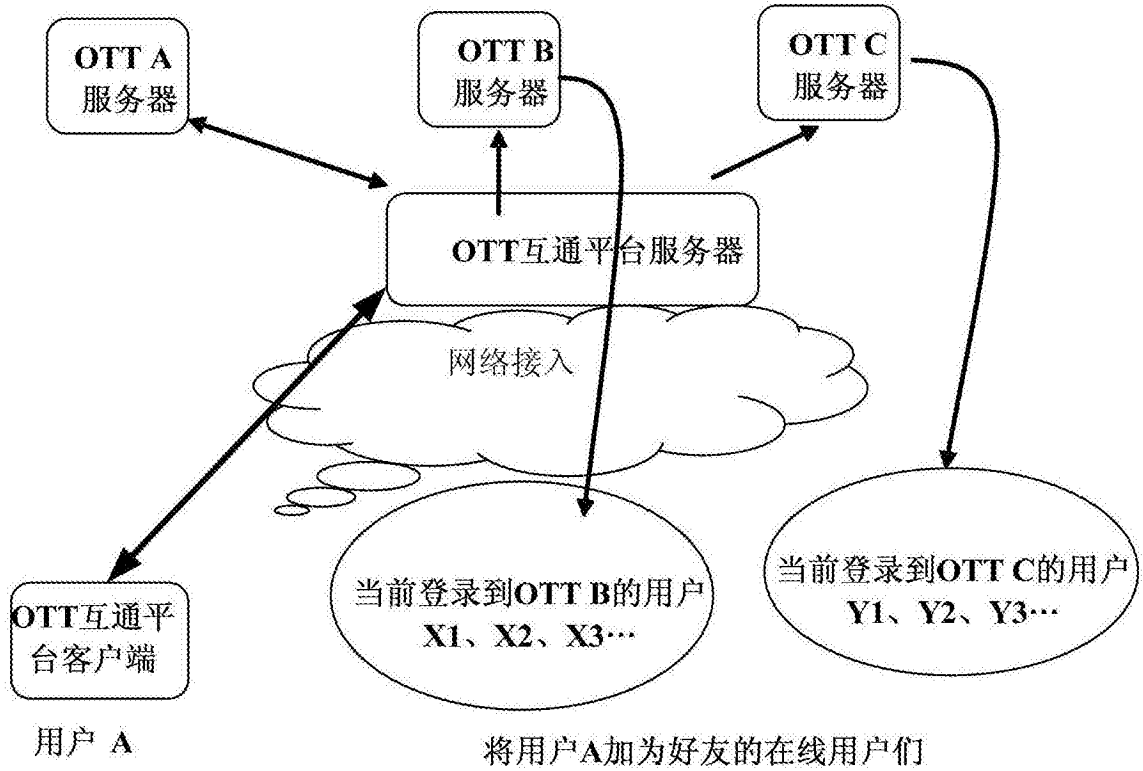 OTT A
服务器
OTT B
服务器
OTT C
服务器
OTT互通平台服务器
网络接入
当前登录到OTT B的用户
X1、X2、X3…
当前登录到OTT C的用户
Y1、Y2、Y3…
OTT互通平
台客户端
用户 A
将用户A加为好友的在线用户们